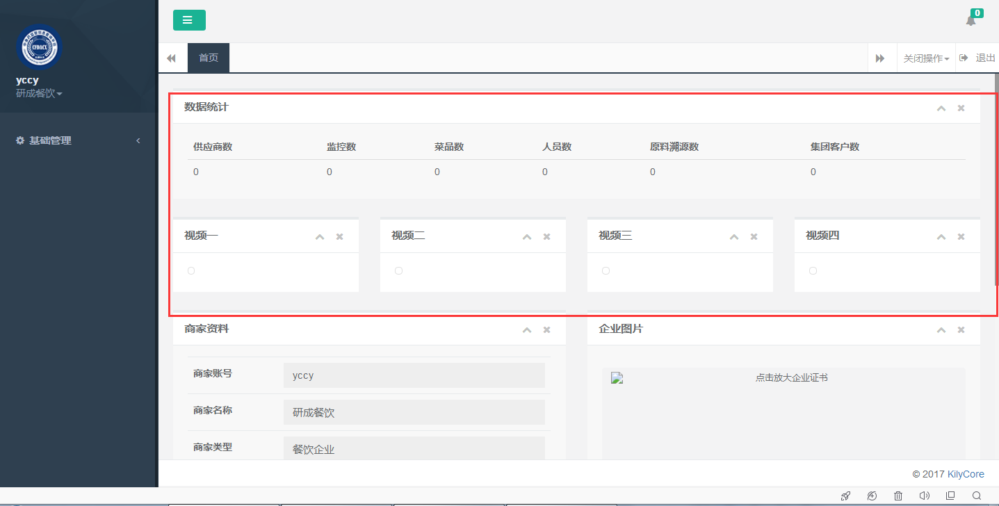 0
首页
关闭操作
退出
CFDACX
yccy
研成餐饮
基础管理
数据统计
供应商数 监控数 菜品数 人员数 原料溯源数 集团客户数
0 0 0 0 0 0
视频一 视频二 视频三 视频四
商家资料
商家账号 yccy
商家名称 研成餐饮
商家类型 餐饮企业
企业图片
点击放大企业证书
© 2017 KilyCore